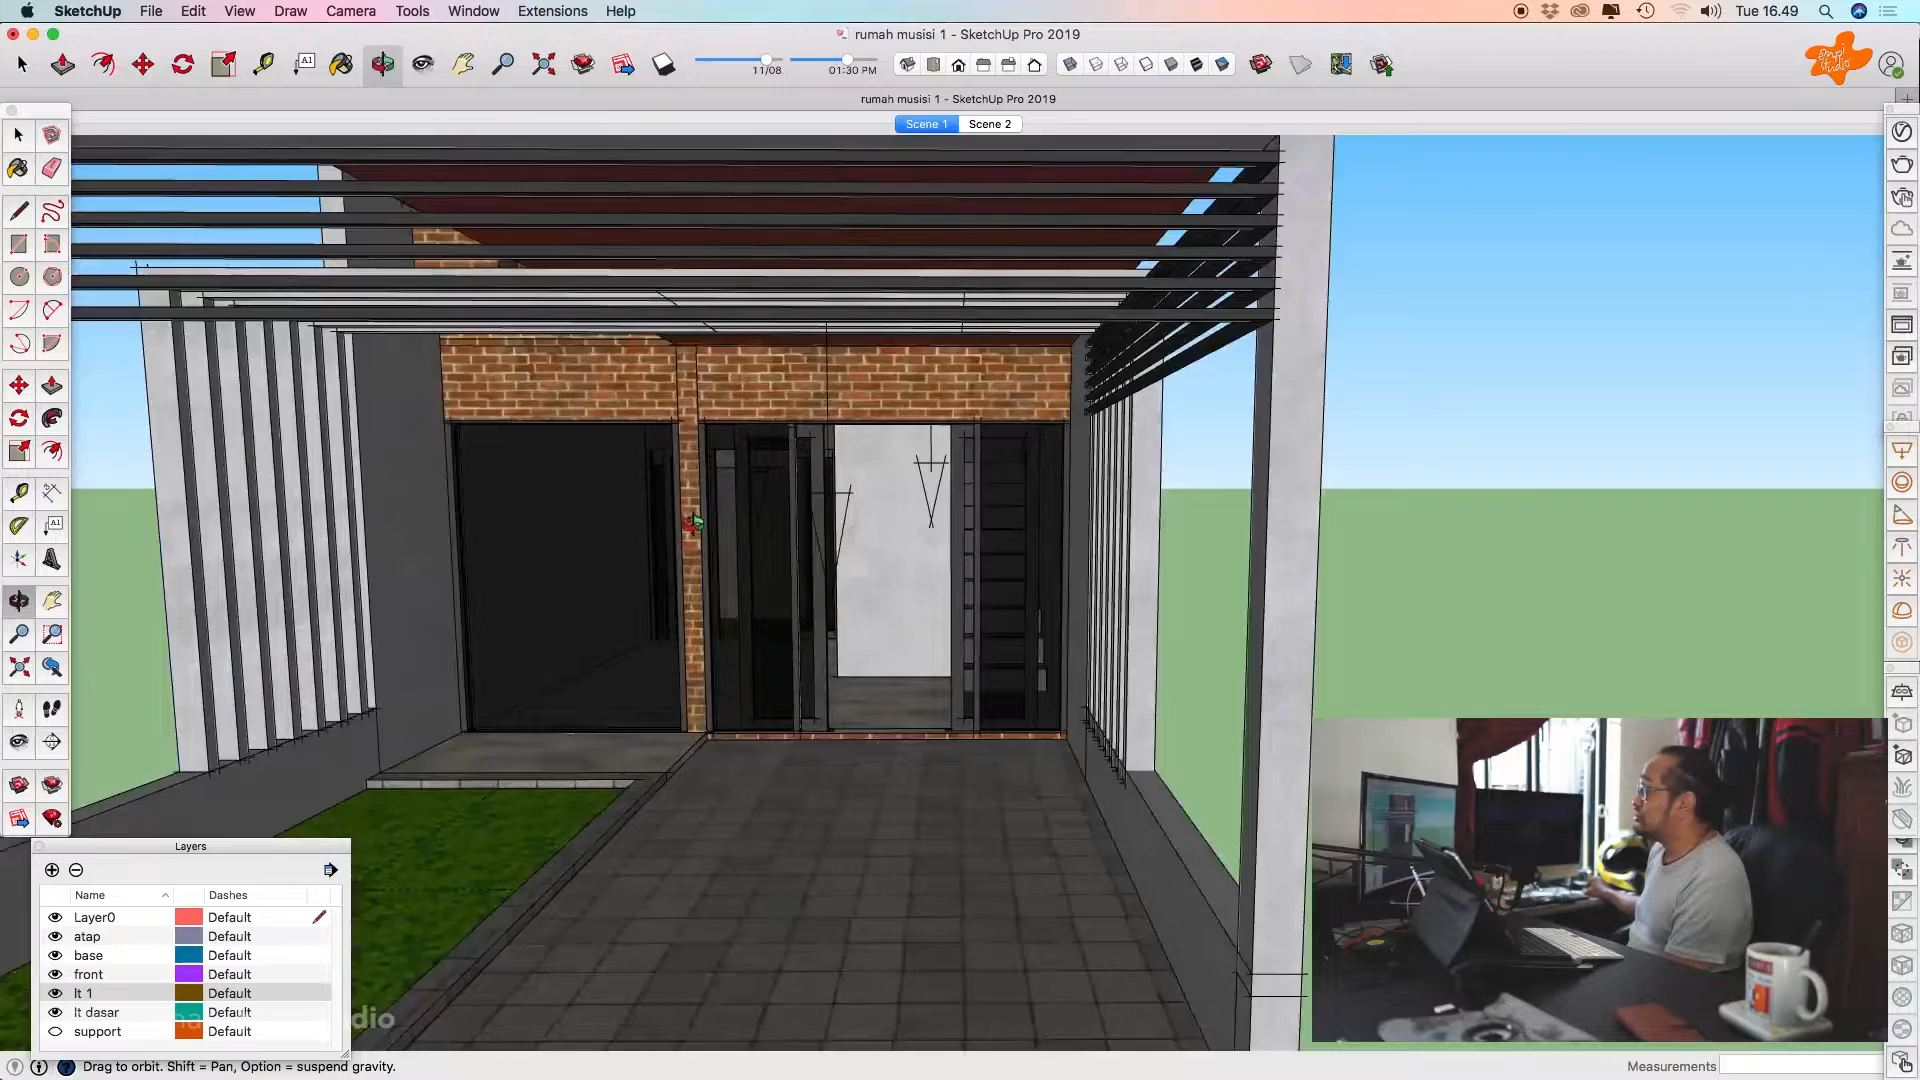 SketchUp File Edit View Draw Camera Tools Window Extensions Help Tue 16.49
rumah musisi 1 - SketchUp Pro 2019
A1 11/08 01:30 PM
rumah musisi 1 - SketchUp Pro 2019
Scene 1 Scene 2
A1
Layers
Name Dashes
Layer0 Default
atap Default
base Default
front Default
lt 1 Default
lt dasar Default
support Default
Drag to orbit. Shift = Pan, Option = suspend gravity.
Measurements